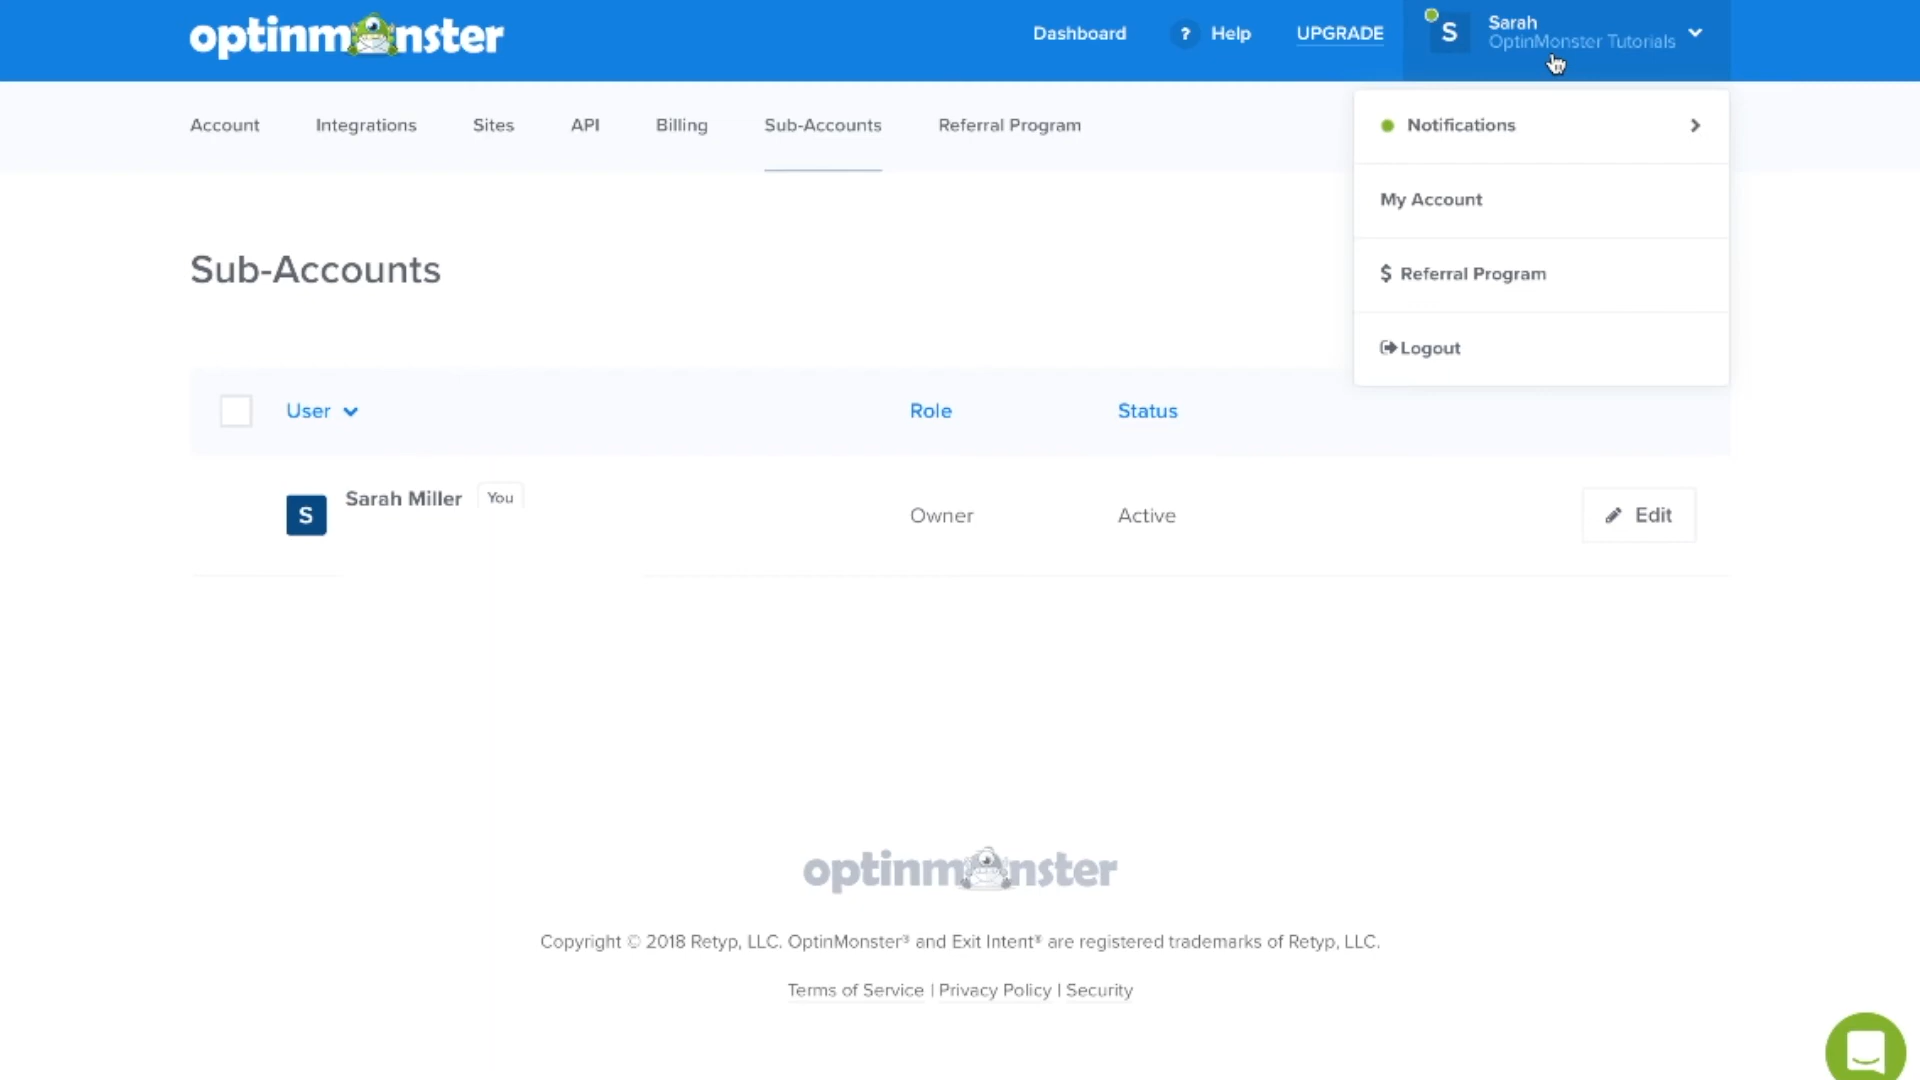 optinmonster
Dashboard
? Help
UPGRADE
S
Sarah
OptinMonster Tutorials
Account
Integrations
Sites
API
Billing
Sub-Accounts
Referral Program
Notifications
My Account
$ Referral Program
Logout
Sub-Accounts
User
Role
Status
S
Sarah Miller
You
Owner
Active
Edit
optinmonster
Copyright © 2018 Retyp, LLC. OptinMonster® and Exit Intent® are registered trademarks of Retyp, LLC.
Terms of Service | Privacy Policy | Security